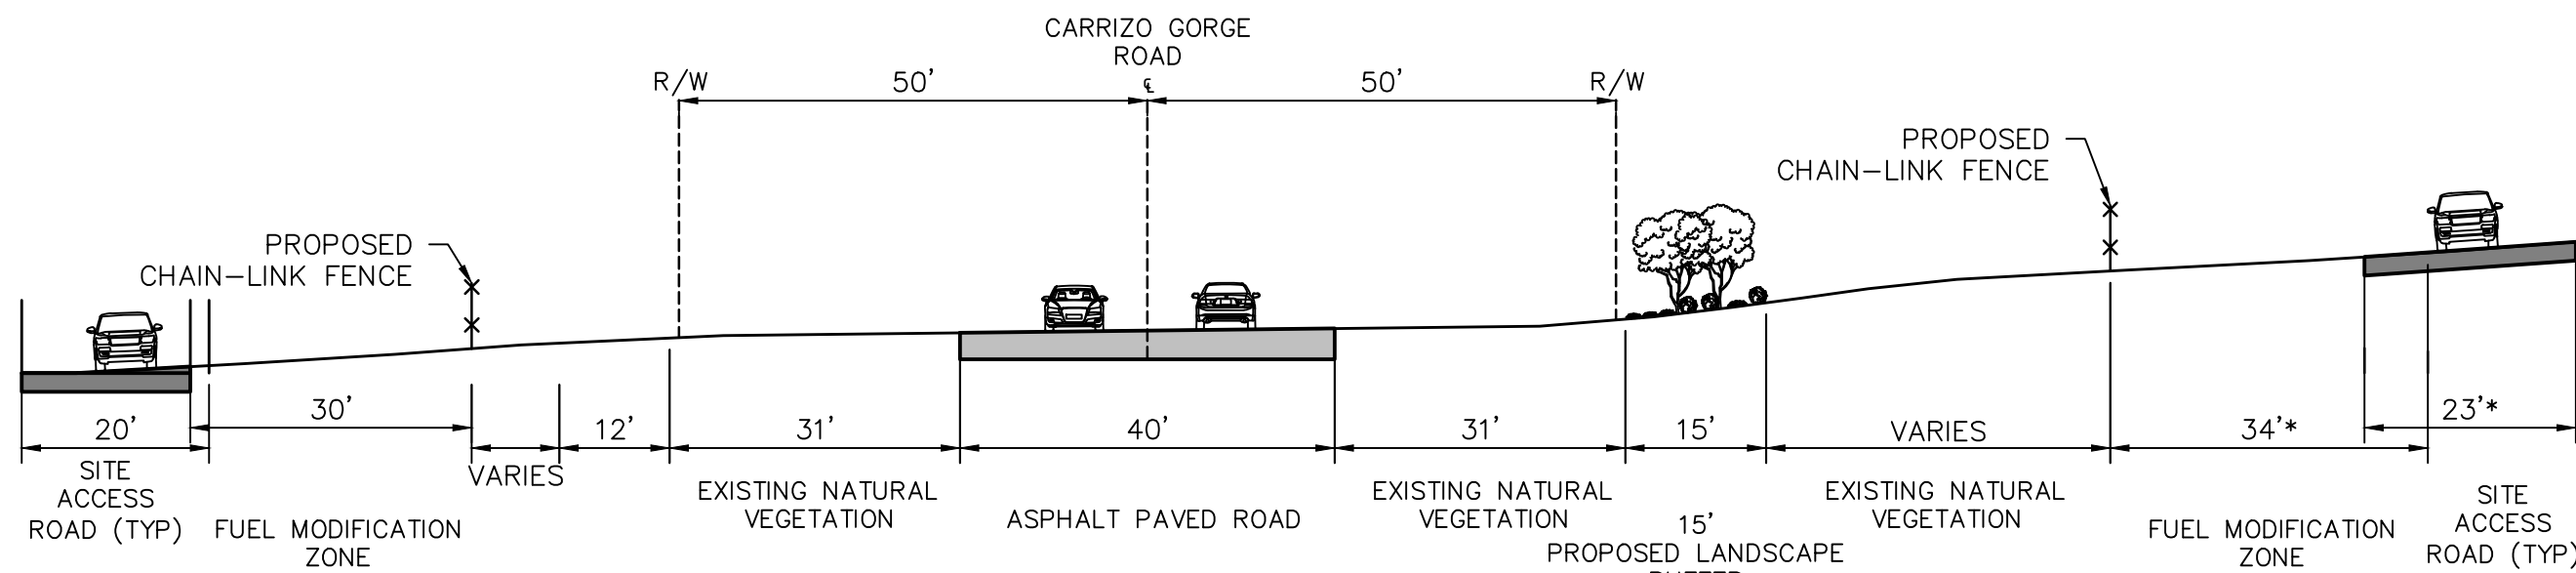 CARRIZO GORGE
ROAD
R/W 50' ℄ 50' R/W
PROPOSED
CHAIN-LINK FENCE
PROPOSED
CHAIN-LINK FENCE
20' 30' 12' 31' 40' 31' 15' VARIES 34'* 23'*
VARIES
SITE
ACCESS
ROAD (TYP)
FUEL MODIFICATION
ZONE
EXISTING NATURAL
VEGETATION
ASPHALT PAVED ROAD
EXISTING NATURAL
VEGETATION
15'
PROPOSED LANDSCAPE
EXISTING NATURAL
VEGETATION
FUEL MODIFICATION
ZONE
SITE
ACCESS
ROAD (TYP)